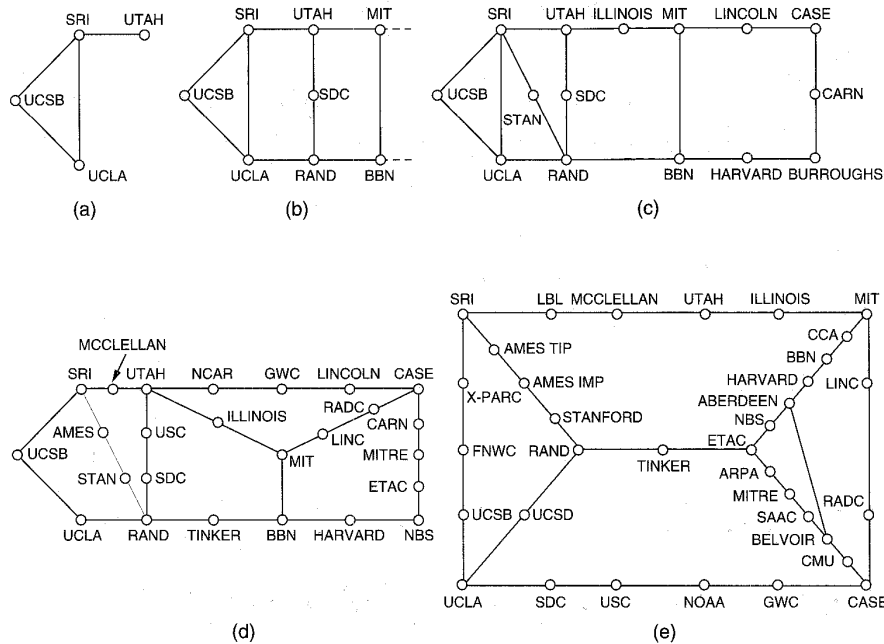 SRI UTAH
UCSB
UCLA
(a)
SRI UTAH MIT
UCSB SDC
UCLA RAND BBN
(b)
SRI UTAH ILLINOIS MIT LINCOLN CASE
UCSB STAN SDC CARN
UCLA RAND BBN HARVARD BURROUGHS
(c)
MCCLELLAN
SRI UTAH NCAR GWC LINCOLN CASE
RADC
ILLINOIS CARN
AMES USC LINC
UCSB MIT MITRE
STAN SDC ETAC
UCLA RAND TINKER BBN HARVARD NBS
(d)
SRI LBL MCCLELLAN UTAH ILLINOIS MIT
CCA
AMES TIP BBN
X-PARC AMES IMP HARVARD LINC
ABERDEEN
STANFORD NBS
FNWC RAND TINKER ETAC
ARPA
MITRE
UCSB UCSD SAAC RADC
BELVOIR
CMU
UCLA SDC USC NOAA GWC CASE
(e)